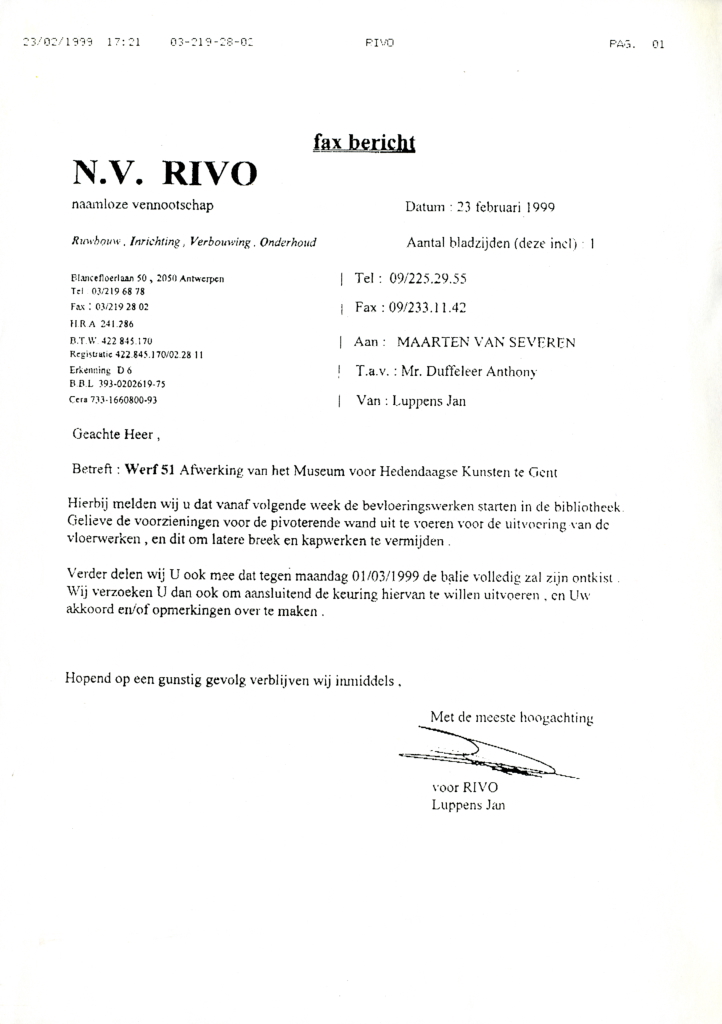 23/02/1999 17:21 03-219-28-02 RIVO PAG. 01
fax bericht
N.V. RIVO
naamloze vennootschap
Datum : 23 februari 1999
Ruwbouw , Inrichting , Verbouwing , Onderhoud
Aantal bladzijden (deze incl) : 1
Blancefloerlaan 50 , 2050 Antwerpen
Tel 03/219 68 78
Fax : 03/219 28 02
H.R.A 241.286
B.T.W. 422 845.170
Registratie 422.845.170/02.28 11
Erkenning D 6
B.B.L 393-0202619-75
Cera 733-1660800-93
| Tel : 09/225.29.55
| Fax : 09/233.11.42
| Aan : MAARTEN VAN SEVEREN
| T.a.v. : Mr. Duffeleer Anthony
| Van : Luppens Jan
Geachte Heer ,
Betreft : Werf 51 Afwerking van het Museum voor Hedendaagse Kunsten te Gent
Hierbij melden wij u dat vanaf volgende week de bevloeringswerken starten in de bibliotheek.
Gelieve de voorzieningen voor de pivoterende wand uit te voeren voor de uitvoering van de
vloerwerken , en dit om latere breek en kapwerken te vermijden .
Verder delen wij U ook mee dat tegen maandag 01/03/1999 de balie volledig zal zijn ontkist .
Wij verzoeken U dan ook om aansluitend de keuring hiervan te willen uitvoeren , en Uw
akkoord en/of opmerkingen over te maken .
Hopend op een gunstig gevolg verblijven wij inmiddels ,
Met de meeste hoogachting
voor RIVO
Luppens Jan